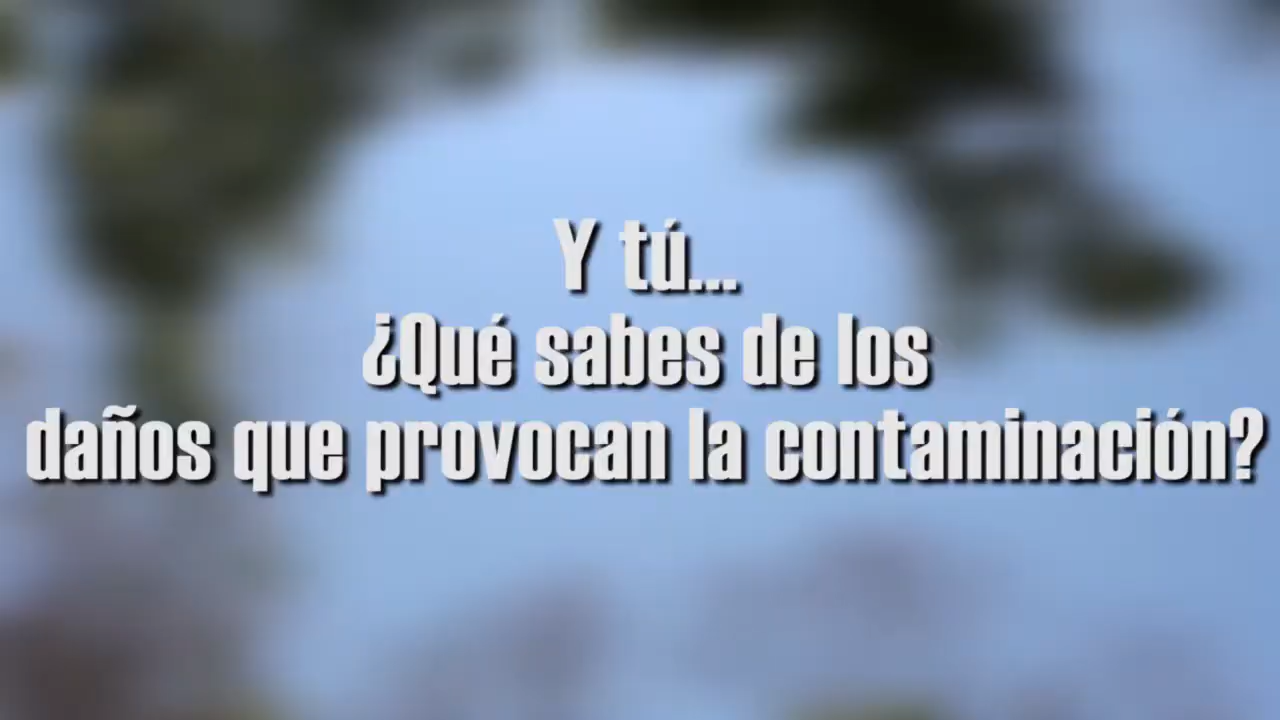 Y tú...
¿Qué sabes de los
daños que provocan la contaminación?